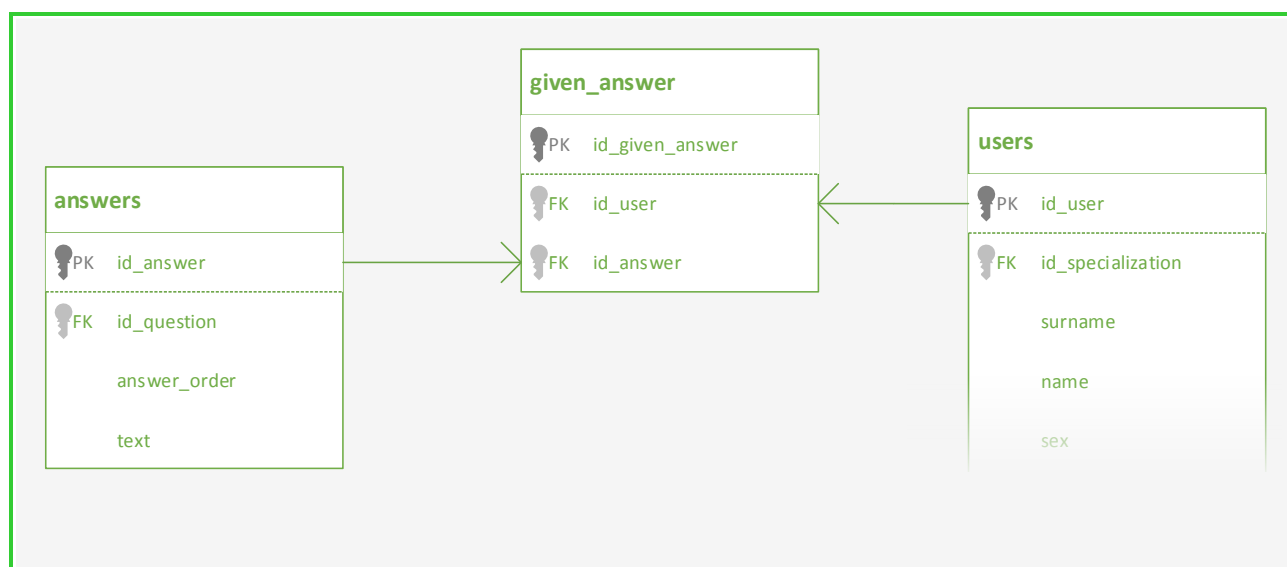 answers
PK id_answer
FK id_question
answer_order
text
given_answer
PK id_given_answer
FK id_user
FK id_answer
users
PK id_user
FK id_specialization
surname
name
sex